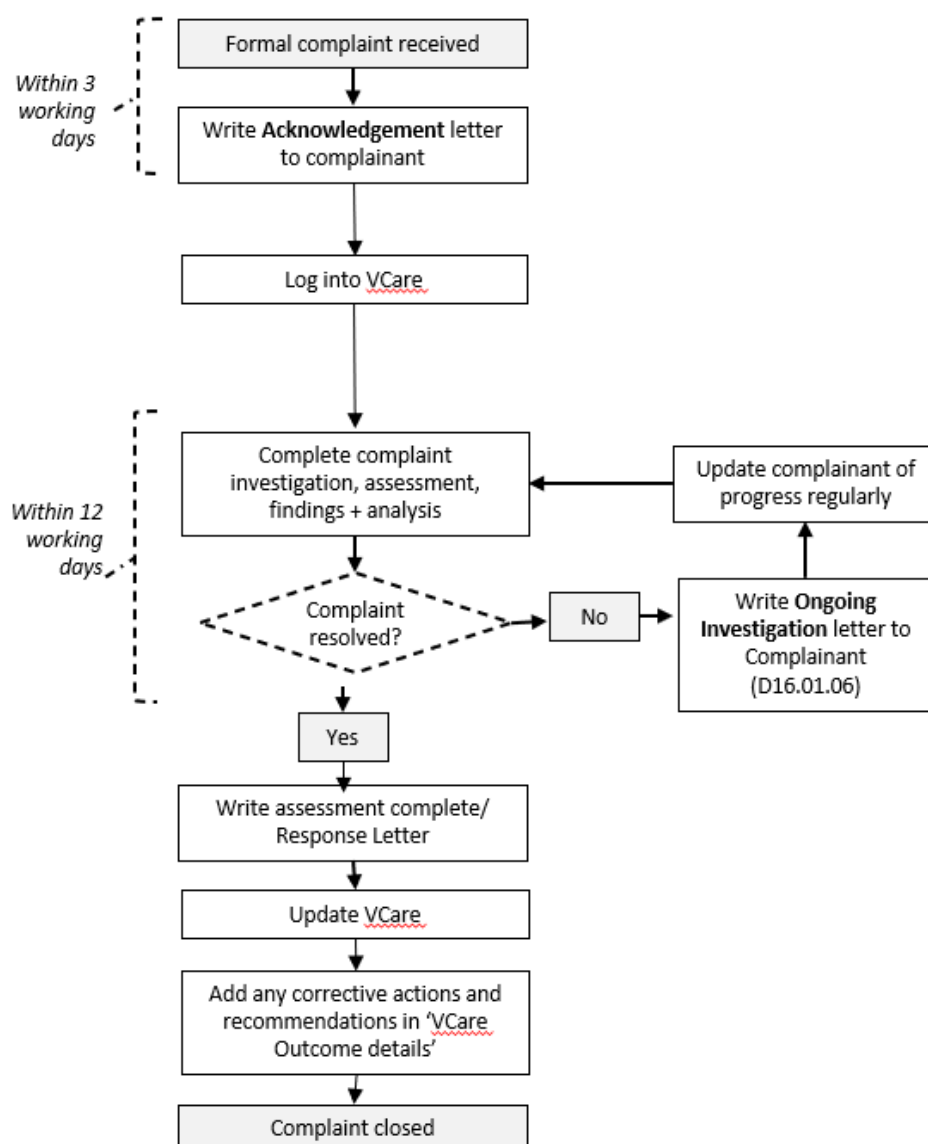 Formal complaint received
Within 3
working
days
Write Acknowledgement letter
to complainant
Log into VCare
Within 12
working
days
Complete complaint
investigation, assessment,
findings + analysis
Update complainant of
progress regularly
Complaint
resolved?
No
Write Ongoing
Investigation letter to
Complainant
(D16.01.06)
Yes
Write assessment complete/
Response Letter
Update VCare
Add any corrective actions and
recommendations in ‘VCare
Outcome details’
Complaint closed